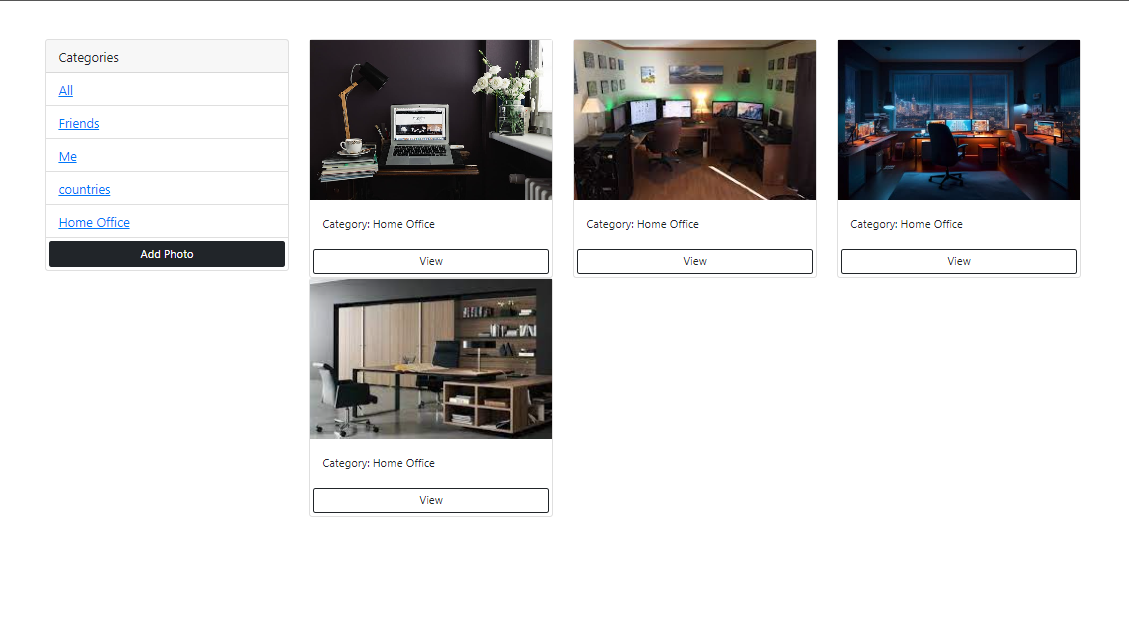 Categories
All
Friends
Me
countries
Home Office
Add Photo
Category: Home Office
View
Category: Home Office
View
Category: Home Office
View
Category: Home Office
View